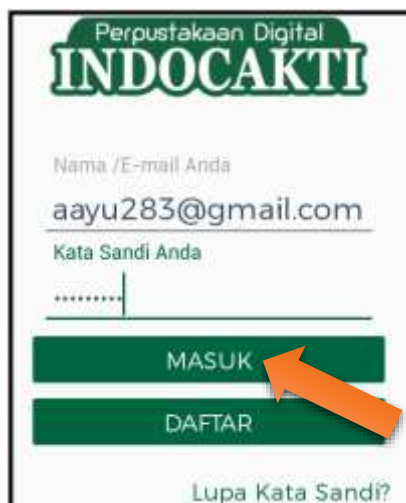 Perpustakaan Digital
INDOCAKTI
Nama /E-mail Anda
aayu283@gmail.com
Kata Sandi Anda
.........
MASUK
DAFTAR
Lupa Kata Sandi?